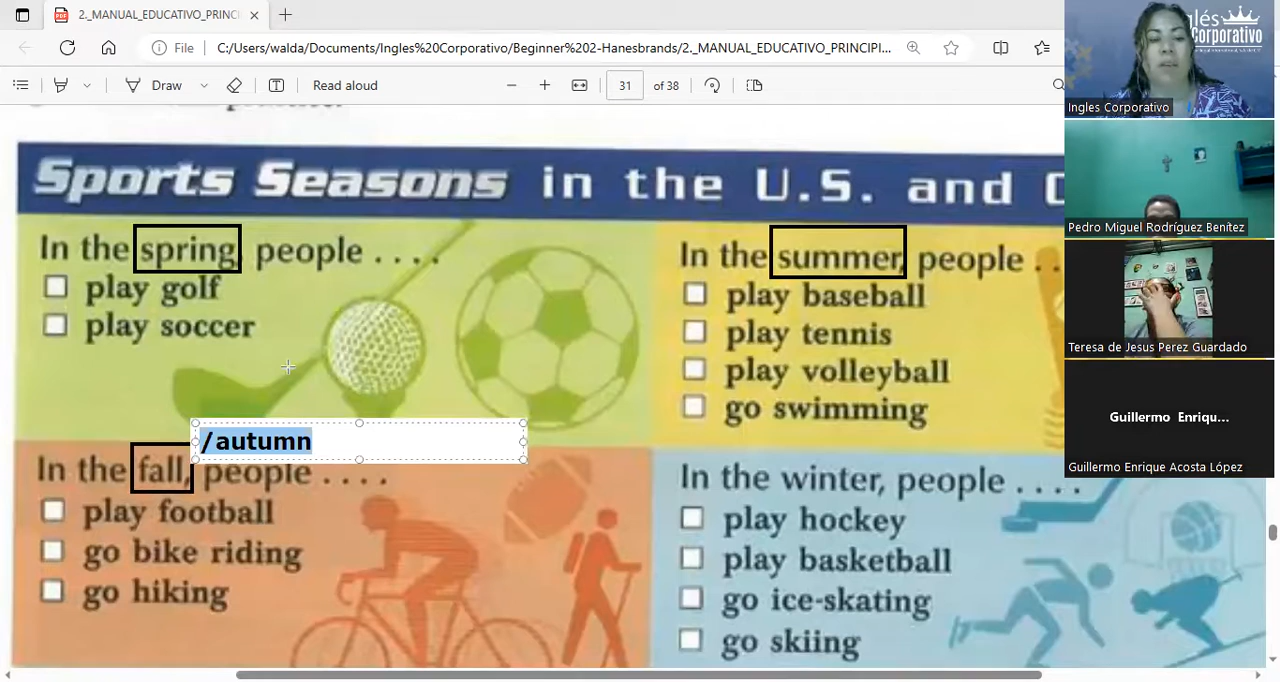 2._MANUAL_EDUCATIVO_PRINCI
File
C:/Users/walda/Documents/Ingles%20Corporativo/Beginner%202-Hanesbrands/2._MANUAL_EDUCATIVO_PRINCIPI...
Draw
Read aloud
31
of 38
Sports Seasons in the U.S. and
In the spring, people . . . .
play golf
play soccer
In the summer, people . .
play baseball
play tennis
play volleyball
go swimming
/autumn
In the fall, people . . . .
play football
go bike riding
go hiking
In the winter, people . . . .
play hockey
play basketball
go ice-skating
go skiing
Corporativo
Ingles Corporativo
Pedro Miguel Rodríguez Benítez
Teresa de Jesus Perez Guardado
Guillermo Enriqu...
Guillermo Enrique Acosta López